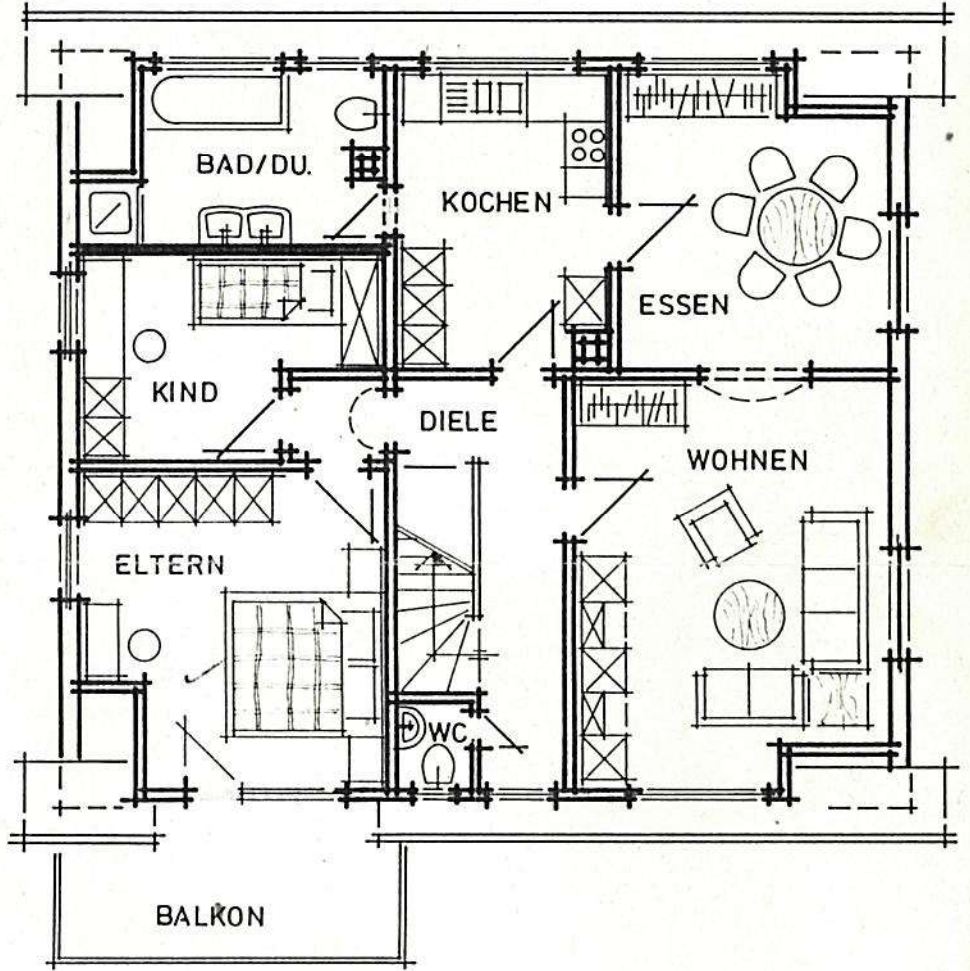 BAD/DU.
KOCHEN
ESSEN
KIND
DIELE
WOHNEN
ELTERN
WC
BALKON